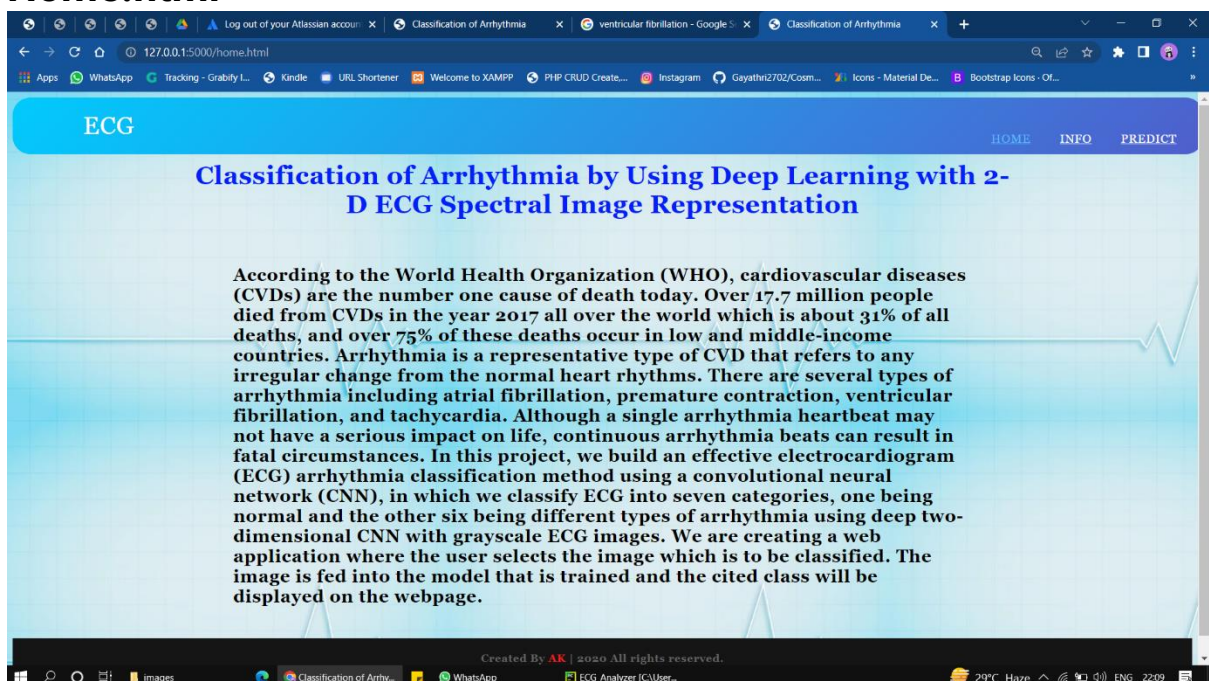 Home.html
Log out of your Atlassian accoun
Classification of Arrhythmia
ventricular fibrillation - Google S
Classification of Arrhythmia
127.0.0.1:5000/home.html
Apps
WhatsApp
Tracking - Grabify I...
Kindle
URL Shortener
Welcome to XAMPP
PHP CRUD Create,...
Instagram
Gayathri2702/Cosm...
Icons - Material De...
Bootstrap Icons · Of...
»
ECG
HOME INFO PREDICT
Classification of Arrhythmia by Using Deep Learning with 2-
D ECG Spectral Image Representation
According to the World Health Organization (WHO), cardiovascular diseases
(CVDs) are the number one cause of death today. Over 17.7 million people
died from CVDs in the year 2017 all over the world which is about 31% of all
deaths, and over 75% of these deaths occur in low and middle-income
countries. Arrhythmia is a representative type of CVD that refers to any
irregular change from the normal heart rhythms. There are several types of
arrhythmia including atrial fibrillation, premature contraction, ventricular
fibrillation, and tachycardia. Although a single arrhythmia heartbeat may
not have a serious impact on life, continuous arrhythmia beats can result in
fatal circumstances. In this project, we build an effective electrocardiogram
(ECG) arrhythmia classification method using a convolutional neural
network (CNN), in which we classify ECG into seven categories, one being
normal and the other six being different types of arrhythmia using deep two-
dimensional CNN with grayscale ECG images. We are creating a web
application where the user selects the image which is to be classified. The
image is fed into the model that is trained and the cited class will be
displayed on the webpage.
Created By AK | 2020 All rights reserved.
images
Classification of Arrhy...
WhatsApp
ECG Analyzer [C:\User...
29°C Haze
ENG
22:09